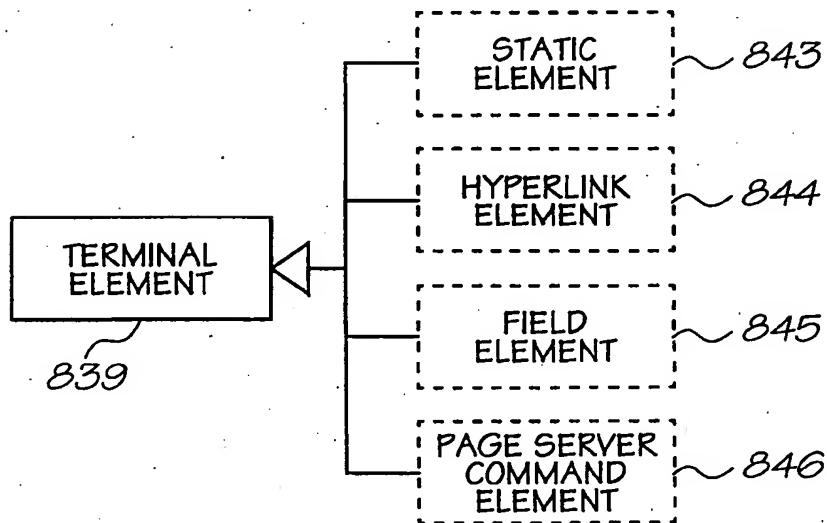 STATIC
ELEMENT
843
HYPERLINK
ELEMENT
844
TERMINAL
ELEMENT
839
FIELD
ELEMENT
845
PAGE SERVER
COMMAND
ELEMENT
846